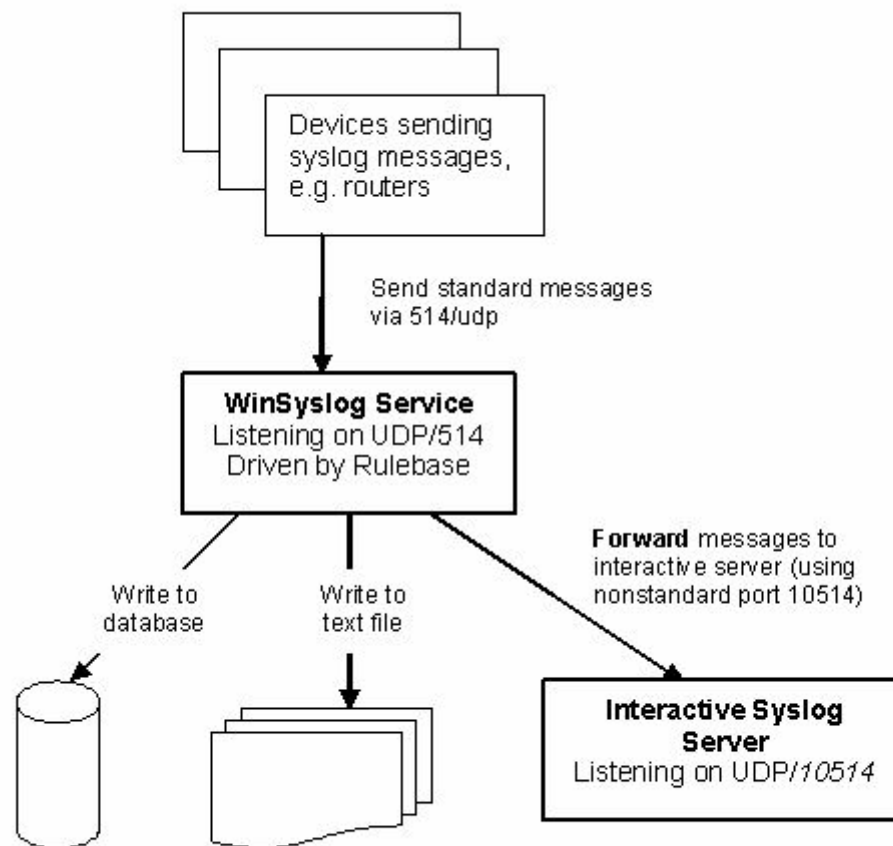 Devices sending
syslog messages,
e.g. routers
Send standard messages
via 514/udp
WinSyslog Service
Listening on UDP/514
Driven by Rulebase
Forward messages to
interactive server (using
nonstandard port 10514)
Write to
database
Write to
text file
Interactive Syslog
Server
Listening on UDP/10514